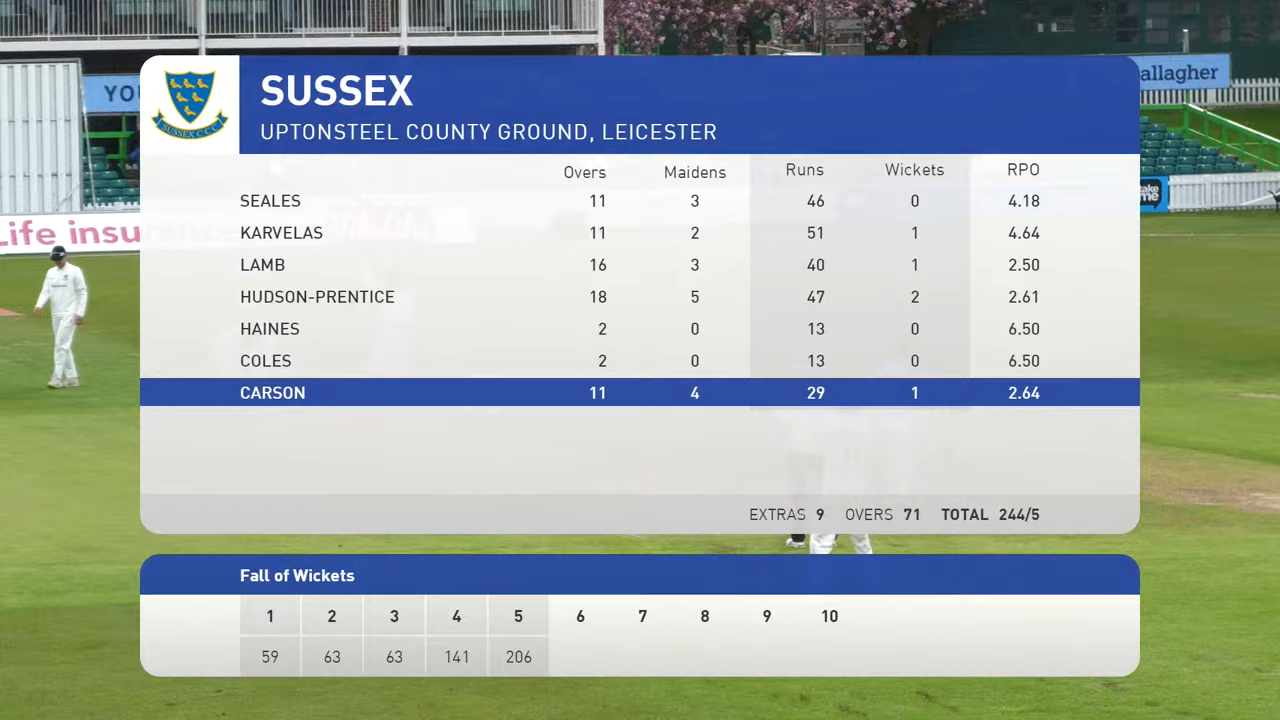 SUSSEX
UPTONSTEEL COUNTY GROUND, LEICESTER
SUSSEX C.C.C
YOU
allagher
take
me
Life insurance
Overs Maidens Runs Wickets RPO
SEALES 11 3 46 0 4.18
KARVELAS 11 2 51 1 4.64
LAMB 16 3 40 1 2.50
HUDSON-PRENTICE 18 5 47 2 2.61
HAINES 2 0 13 0 6.50
COLES 2 0 13 0 6.50
CARSON 11 4 29 1 2.64
EXTRAS 9 OVERS 71 TOTAL 244/5
Fall of Wickets
1 2 3 4 5 6 7 8 9 10
59 63 63 141 206